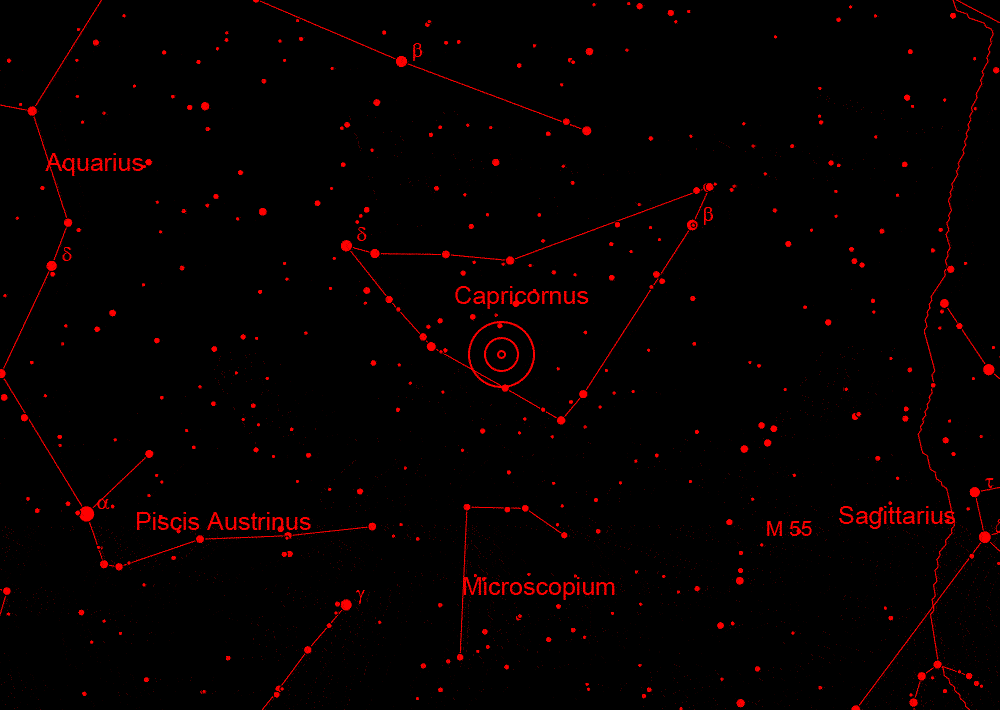 β
Aquarius
β
δ
δ
Capricornus
τ
α
Sagittarius
Piscis Austrinus
M 55
Microscopium
γ